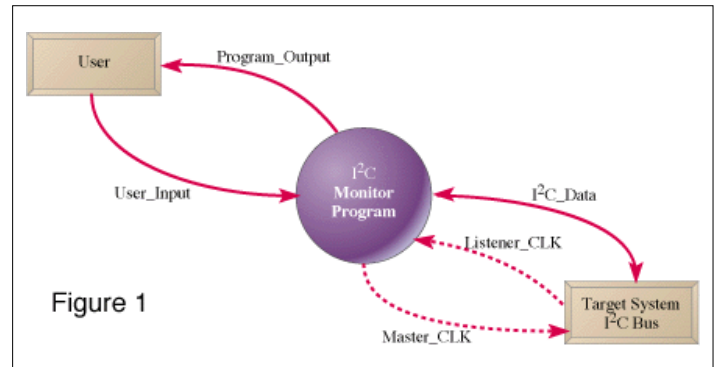 User
Program_Output
User_Input
I²C
Monitor
Program
I²C_Data
Listener_CLK
Target System
I²C Bus
Master_CLK
Figure 1